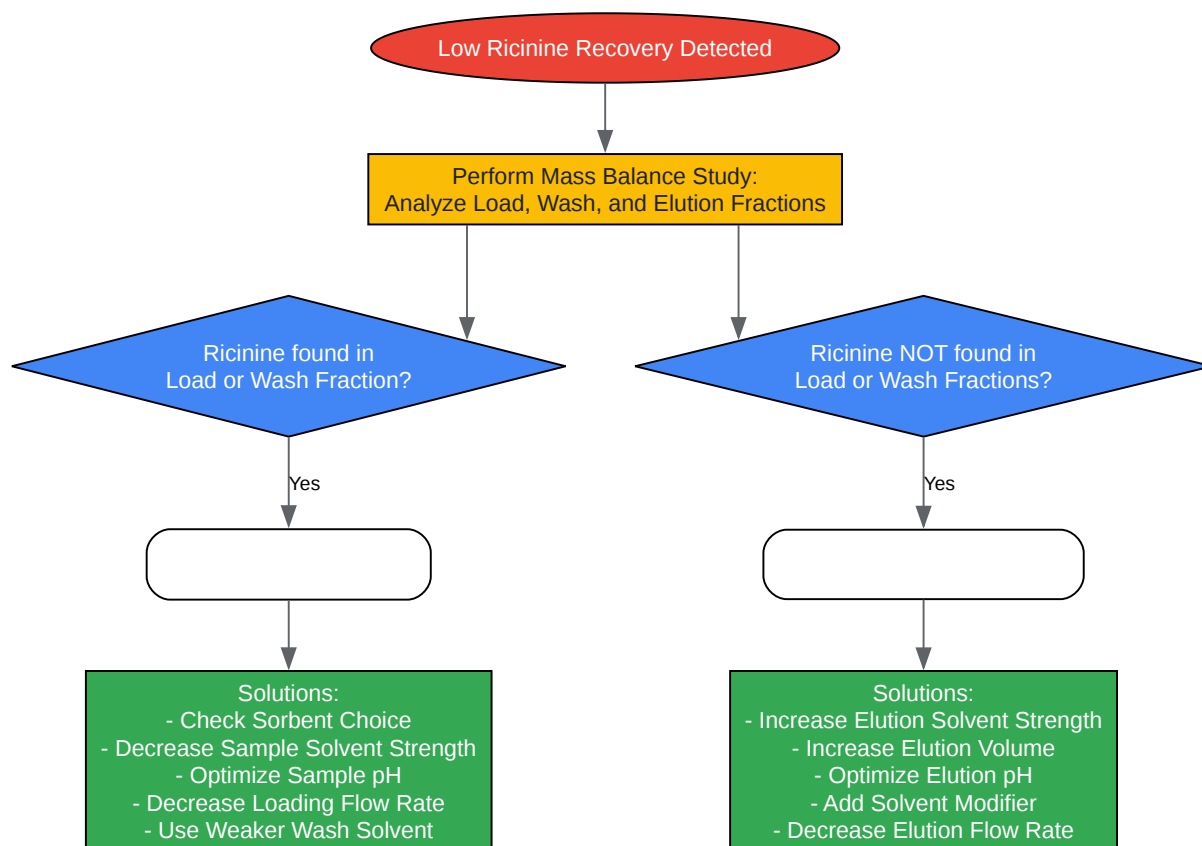 Low Ricinine Recovery Detected
Perform Mass Balance Study:
Analyze Load, Wash, and Elution Fractions
Ricinine found in
Load or Wash Fraction?
Ricinine NOT found in
Load or Wash Fractions?
Yes
Yes
Solutions:
- Check Sorbent Choice
- Decrease Sample Solvent Strength
- Optimize Sample pH
- Decrease Loading Flow Rate
- Use Weaker Wash Solvent
Solutions:
- Increase Elution Solvent Strength
- Increase Elution Volume
- Optimize Elution pH
- Add Solvent Modifier
- Decrease Elution Flow Rate